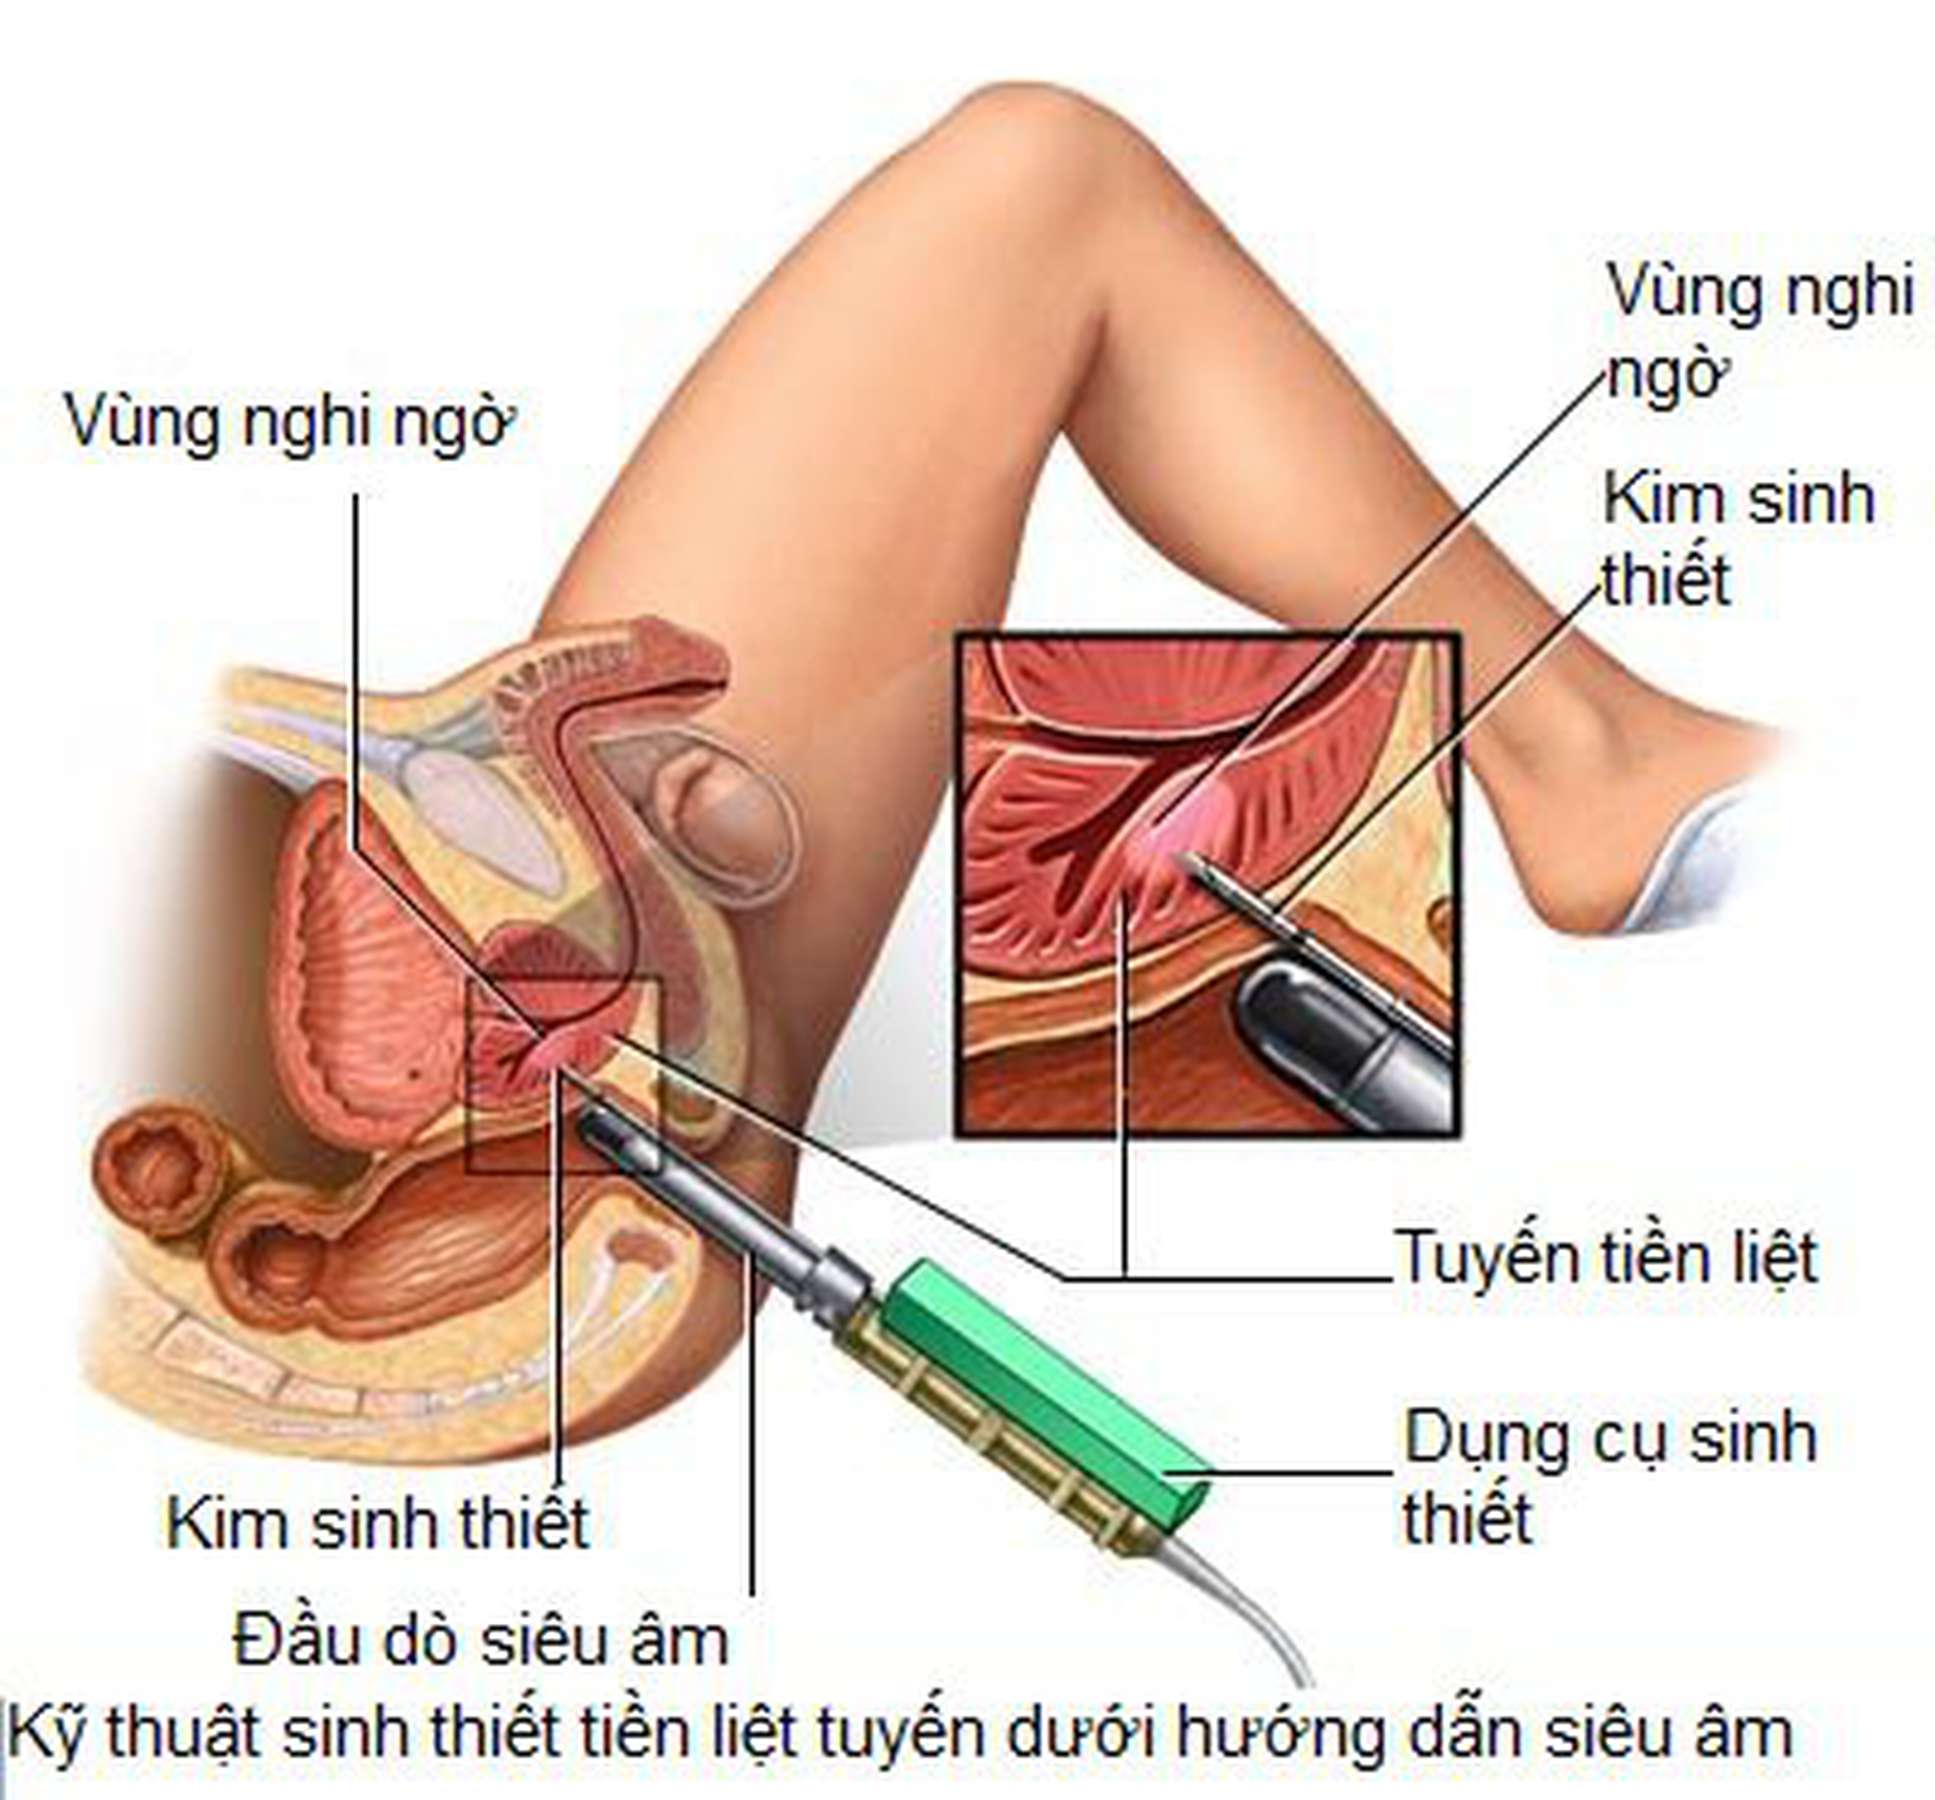 Vùng nghi
ngờ
Vùng nghi ngờ
Kim sinh
thiết
Tuyến tiền liệt
Dụng cụ sinh
thiết
Kim sinh thiết
Đầu dò siêu âm
Kỹ thuật sinh thiết tiền liệt tuyến dưới hướng dẫn siêu âm